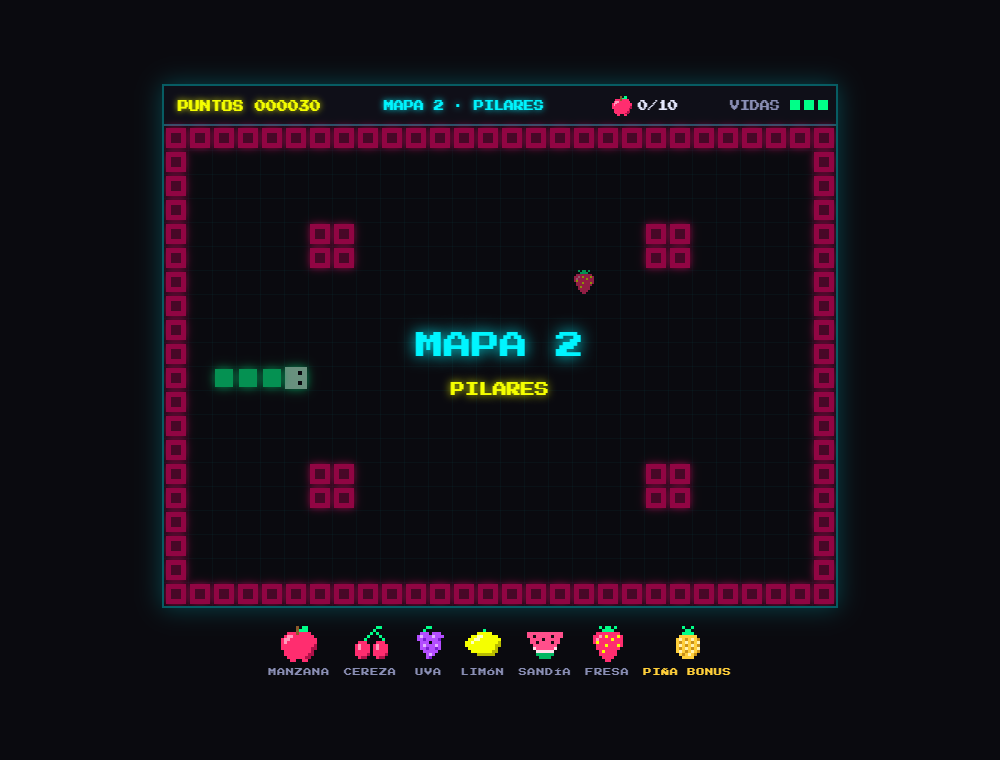 PUNTOS 000030
MAPA 2 · PILARES
0/10
VIDAS
MAPA 2
PILARES
MANZANA
CEREZA
UVA
LIMóN
SANDíA
FRESA
PIñA BONUS